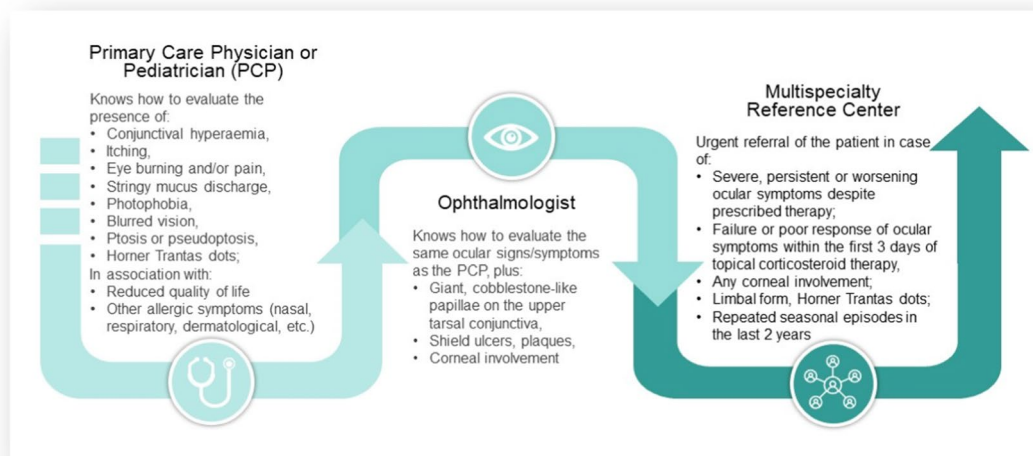 Primary Care Physician or
Pediatrician (PCP)
Knows how to evaluate the
presence of:
• Conjunctival hyperaemia,
• Itching,
• Eye burning and/or pain,
• Stringy mucus discharge,
• Photophobia,
• Blurred vision,
• Ptosis or pseudoptosis,
• Horner Trantas dots;
In association with:
• Reduced quality of life
• Other allergic symptoms (nasal,
respiratory, dermatological, etc.)
Ophthalmologist
Knows how to evaluate the
same ocular signs/symptoms
as the PCP, plus:
• Giant, cobblestone-like
papillae on the upper
tarsal conjunctiva,
• Shield ulcers, plaques,
• Corneal involvement
Multispecialty
Reference Center
Urgent referral of the patient in case
of:
• Severe, persistent or worsening
ocular symptoms despite
prescribed therapy;
• Failure or poor response of ocular
symptoms within the first 3 days of
topical corticosteroid therapy,
• Any corneal involvement;
• Limbal form, Horner Trantas dots;
• Repeated seasonal episodes in
the last 2 years